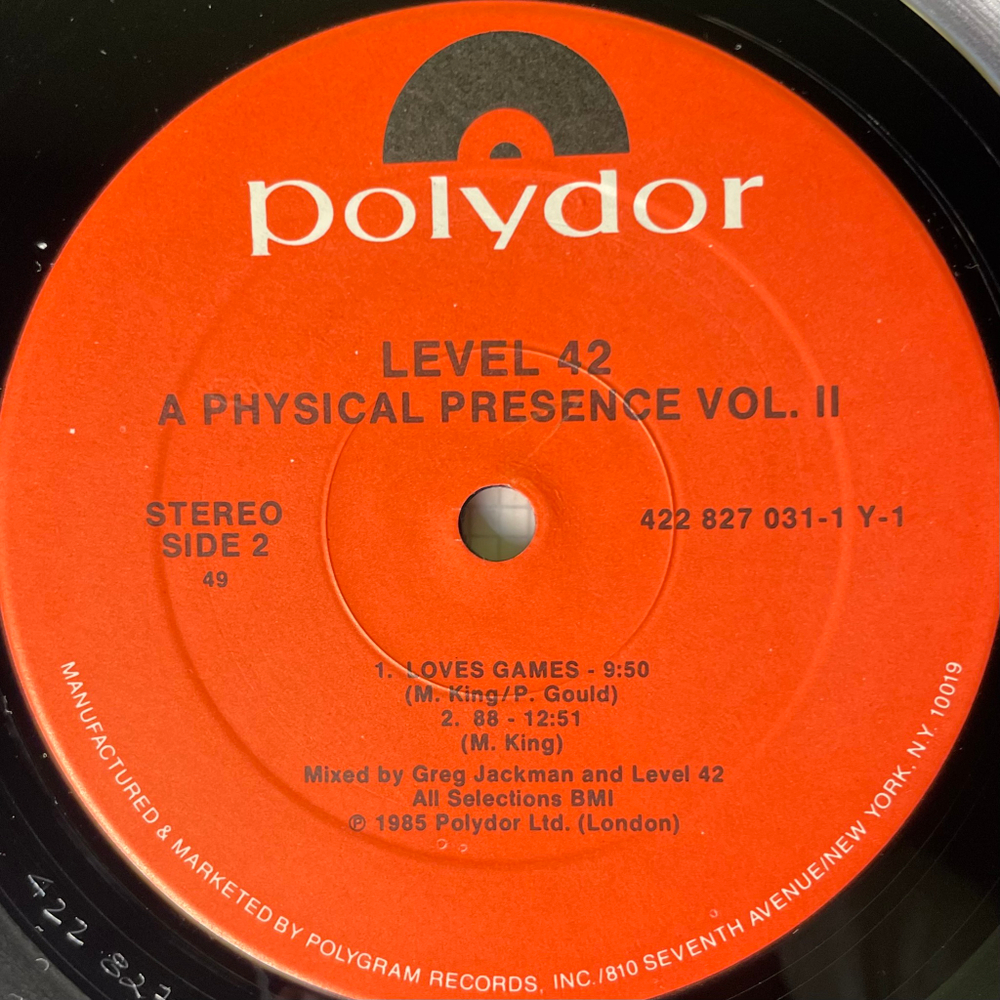 polydor
LEVEL 42
A PHYSICAL PRESENCE VOL. II
STEREO
SIDE 2
49
422 827 031-1 Y-1
1. LOVES GAMES - 9:50
(M. King/P. Gould)
2. 88 - 12:51
(M. King)
Mixed by Greg Jackman and Level 42
All Selections BMI
℗ 1985 Polydor Ltd. (London)
MANUFACTURED & MARKETED BY POLYGRAM RECORDS, INC./810 SEVENTH AVENUE/NEW YORK, N.Y. 10019
422 827